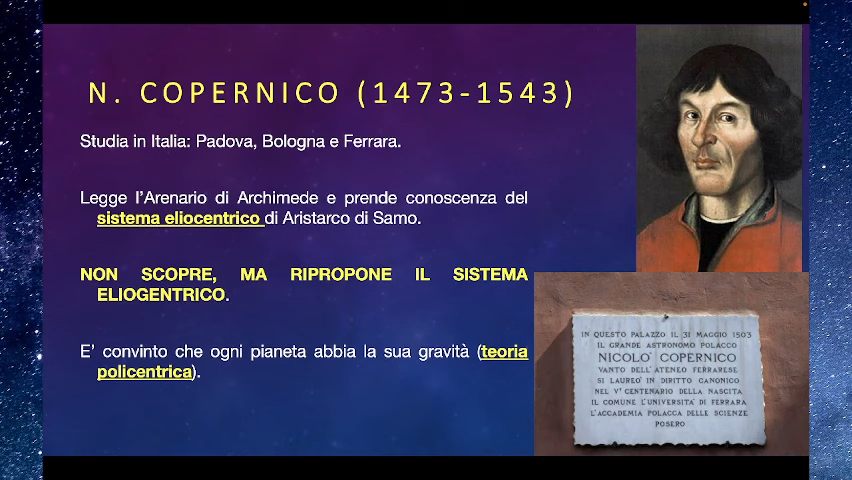 N. COPERNICO (1473-1543)
Studia in Italia: Padova, Bologna e Ferrara.
Legge l'Arenario di Archimede e prende conoscenza del
sistema eliocentrico di Aristarco di Samo.
NON SCOPRE, MA RIPROPONE IL SISTEMA
ELIOGENTRICO.
E' convinto che ogni pianeta abbia la sua gravità (teoria
policentrica).
IN QUESTO PALAZZO IL 31 MAGGIO 1503
IL GRANDE ASTRONOMO POLACCO
NICOLO' COPERNICO
VANTO DELL'ATENEO FERRARESE
SI LAUREO' IN DIRITTO CANONICO
NEL V° CENTENARIO DELLA NASCITA
IL COMUNE L'UNIVERSITA' DI FERRARA
L'ACCADEMIA POLACCA DELLE SCIENZE
POSERO